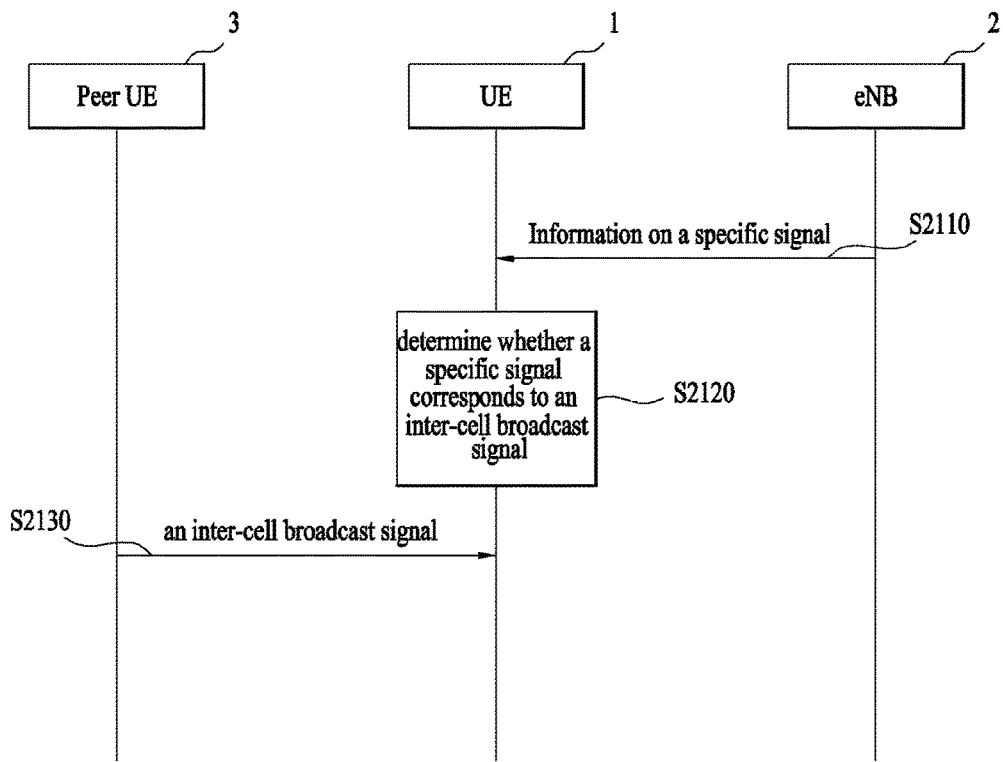 3
1
2
Peer UE
UE
eNB
S2110
Information on a specific signal
determine whether a
specific signal
corresponds to an
inter-cell broadcast
signal
S2120
S2130
an inter-cell broadcast signal